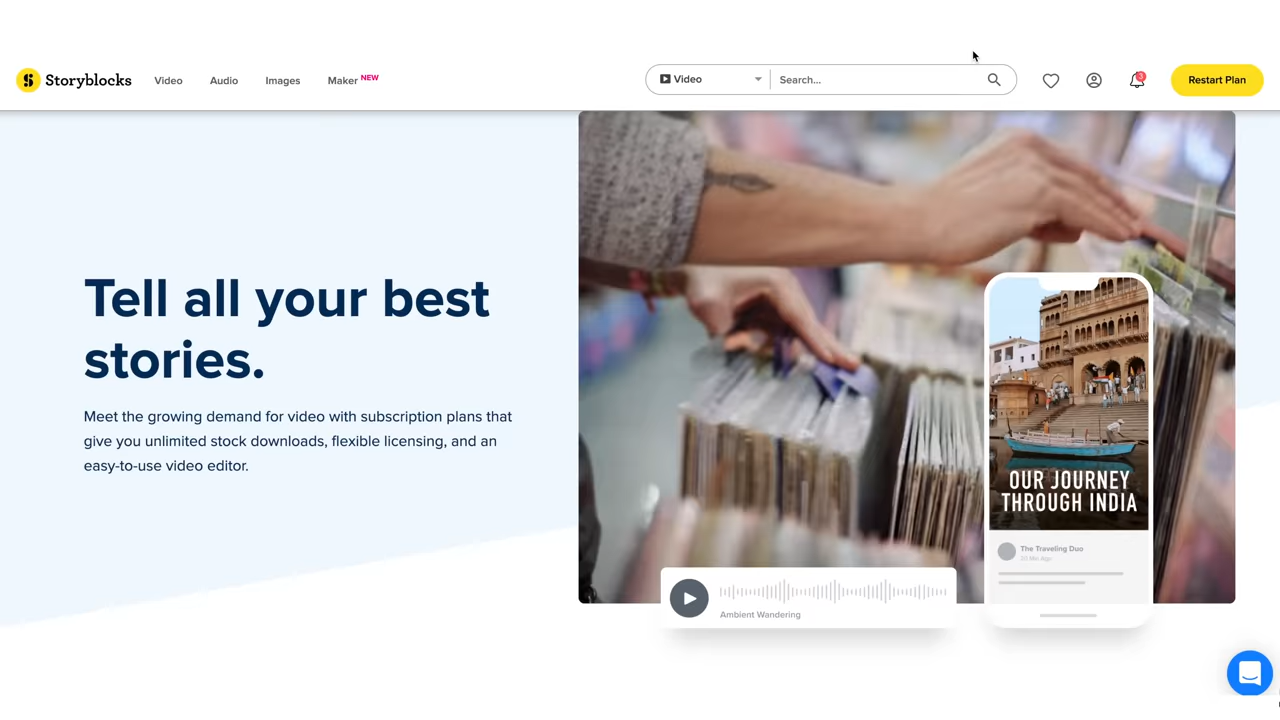 Storyblocks
Video
Audio
Images
Maker NEW
Video
Search...
3
Restart Plan
Tell all your best
stories.
Meet the growing demand for video with subscription plans that
give you unlimited stock downloads, flexible licensing, and an
easy-to-use video editor.
OUR JOURNEY
THROUGH INDIA
The Traveling Duo
Ambient Wandering